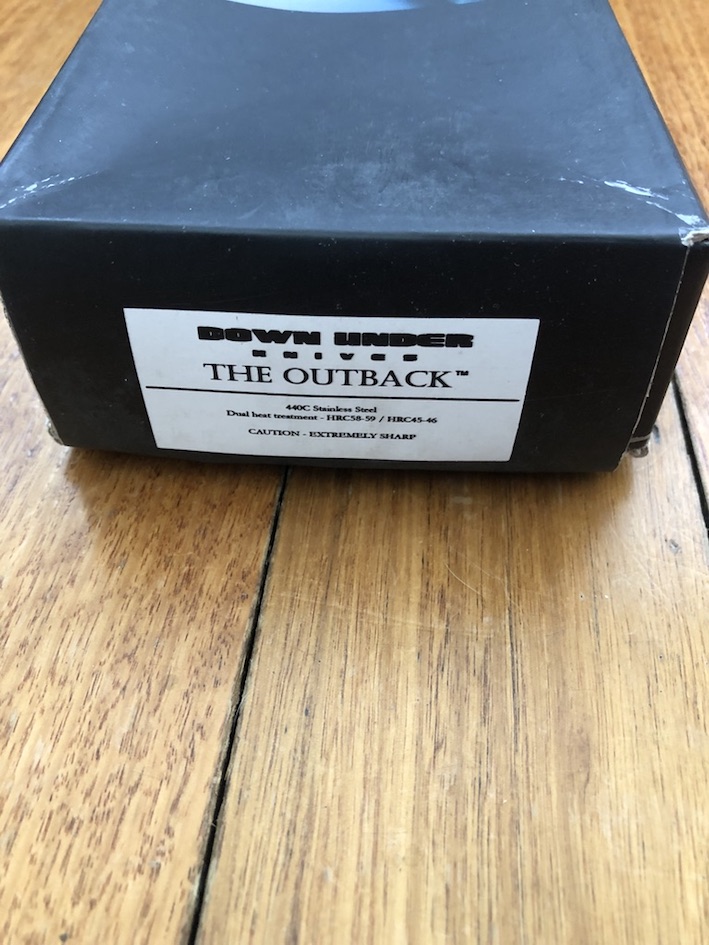 DOWN UNDER
KNIVES
THE OUTBACK™
440C Stainless Steel
Dual heat treatment - HRC58-59 / HRC45-46
CAUTION - EXTREMELY SHARP